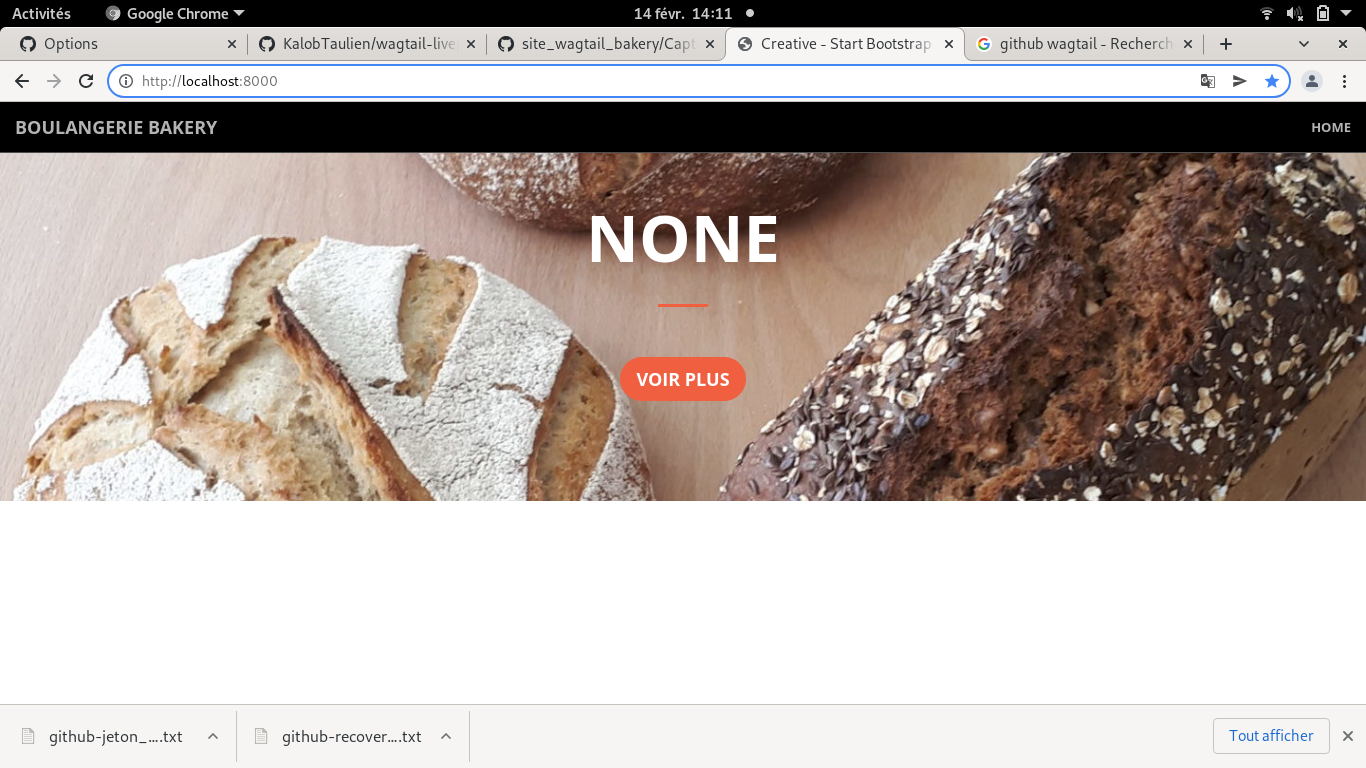 Activités Google Chrome 14 févr. 14:11
Options KalobTaulien/wagtail-live site_wagtail_bakery/Capt Creative - Start Bootstrap github wagtail - Recherch
http://localhost:8000
BOULANGERIE BAKERY HOME
NONE
VOIR PLUS
github-jeton_....txt github-recover....txt Tout afficher